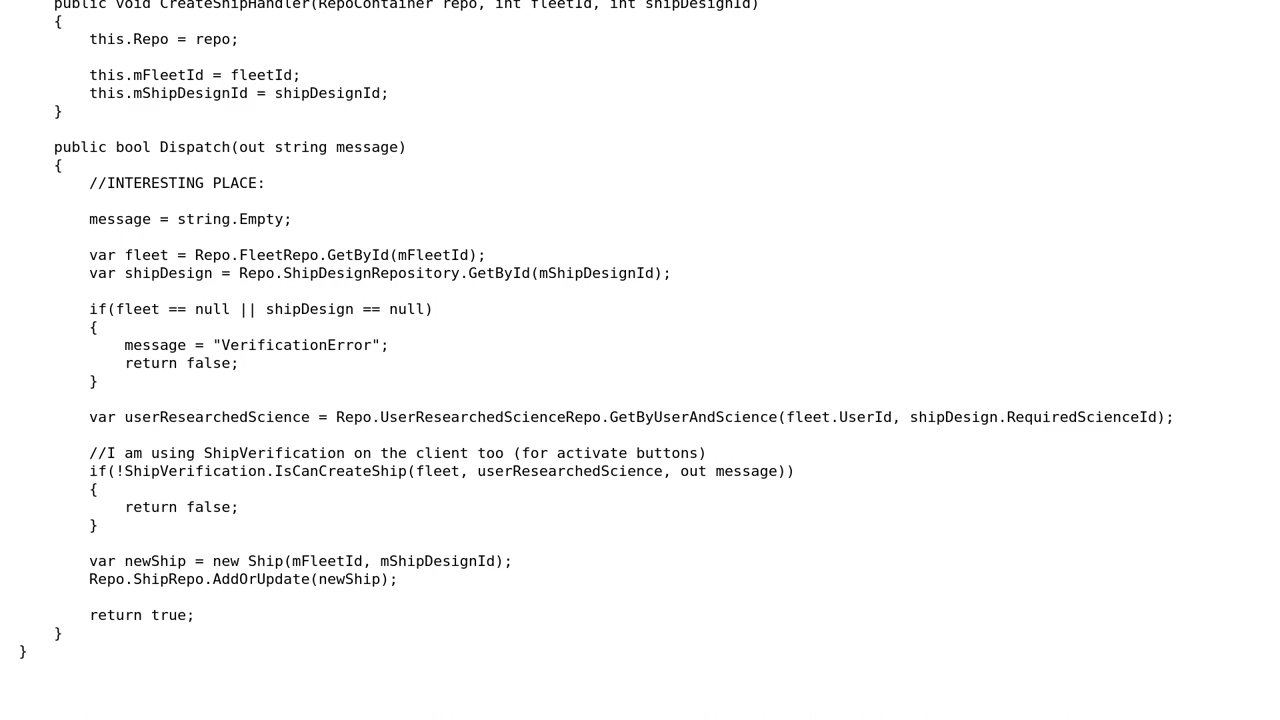 public void CreateShipHandler(RepoContainer repo, int fleetId, int shipDesignId)
{
this.Repo = repo;
this.mFleetId = fleetId;
this.mShipDesignId = shipDesignId;
}
public bool Dispatch(out string message)
{
//INTERESTING PLACE:
message = string.Empty;
var fleet = Repo.FleetRepo.GetById(mFleetId);
var shipDesign = Repo.ShipDesignRepository.GetById(mShipDesignId);
if(fleet == null || shipDesign == null)
{
message = "VerificationError";
return false;
}
var userResearchedScience = Repo.UserResearchedScienceRepo.GetByUserAndScience(fleet.UserId, shipDesign.RequiredScienceId);
//I am using ShipVerification on the client too (for activate buttons)
if(!ShipVerification.IsCanCreateShip(fleet, userResearchedScience, out message))
{
return false;
}
var newShip = new Ship(mFleetId, mShipDesignId);
Repo.ShipRepo.AddOrUpdate(newShip);
return true;
}
}